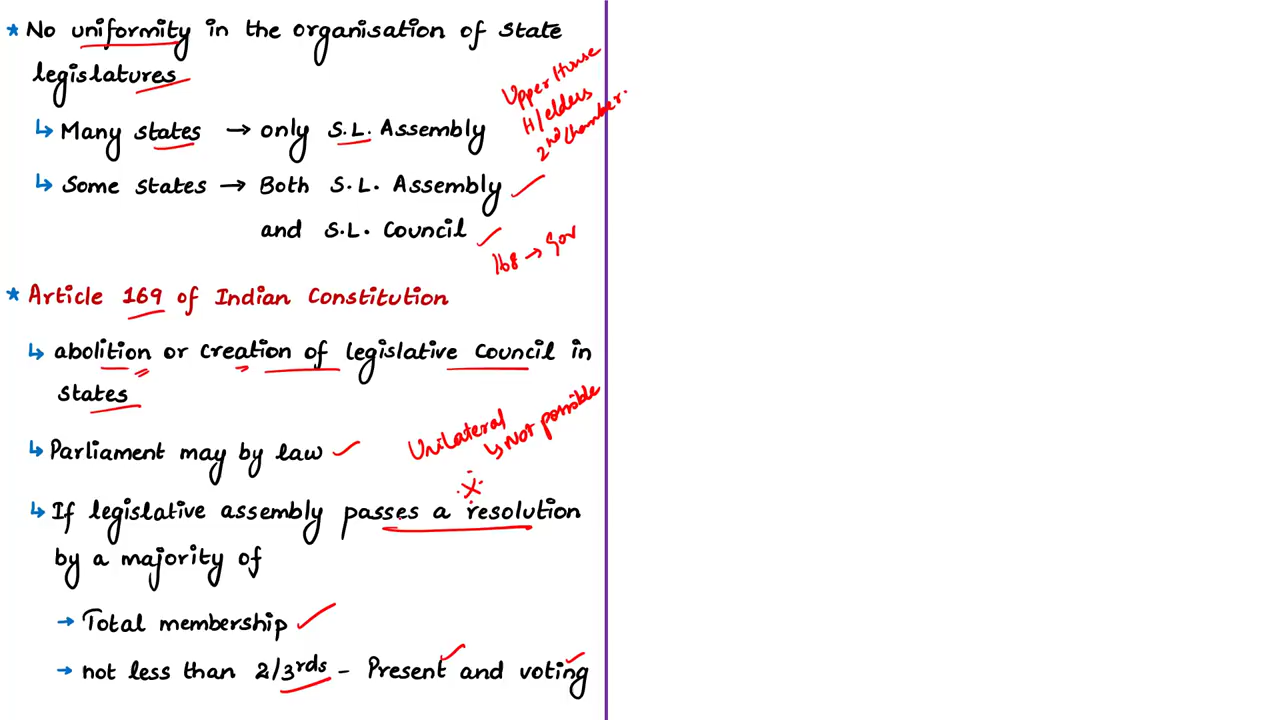 * No uniformity in the organisation of state
legislatures
↳ Many states → only S.L. Assembly
Upper House
H/elders
2nd Chamber.
↳ Some states → Both S.L. Assembly
and S.L. Council
168 → Gov
* Article 169 of Indian Constitution
↳ abolition or creation of legislative council in
states
↳ Parliament may by law
Unilateral
↳ Not possible
↳ If legislative assembly passes a resolution
by a majority of
→ Total membership
→ not less than 2/3rds - Present and voting